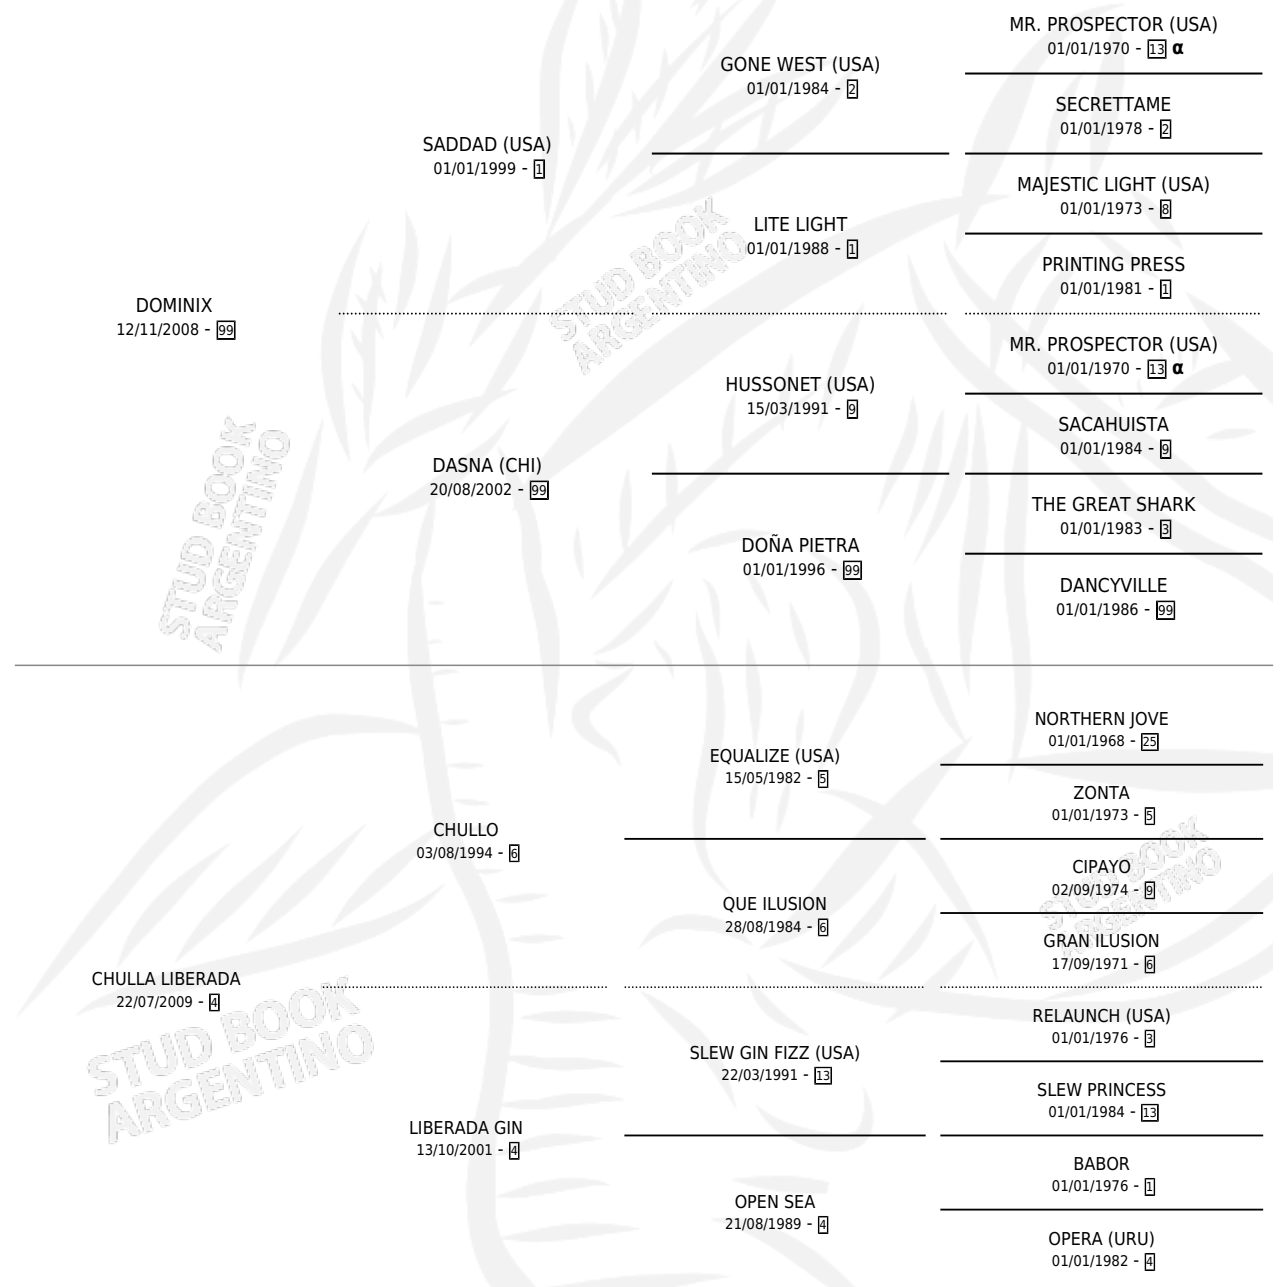 MR. PROSPECTOR (USA)
01/01/1970 - 13 α
GONE WEST (USA)
01/01/1984 - 2
SECRETTAME
01/01/1978 - 2
SADDAD (USA)
01/01/1999 - 1
MAJESTIC LIGHT (USA)
01/01/1973 - 8
LITE LIGHT
01/01/1988 - 1
PRINTING PRESS
01/01/1981 - 1
DOMINIX
12/11/2008 - 99
STUD BOOK
ARGENTINO
MR. PROSPECTOR (USA)
01/01/1970 - 13 α
HUSSONET (USA)
15/03/1991 - 9
SACAHUISTA
01/01/1984 - 9
DASNA (CHI)
20/08/2002 - 99
THE GREAT SHARK
01/01/1983 - 3
DOÑA PIETRA
01/01/1996 - 99
DANCYVILLE
01/01/1986 - 99
STUD BOOK
ARGENTINO
NORTHERN JOVE
01/01/1968 - 25
EQUALIZE (USA)
15/05/1982 - 5
ZONTA
01/01/1973 - 5
CHULLO
03/08/1994 - 6
CIPAYO
02/09/1974 - 9
STUD BOOK
ARGENTINO
QUE ILUSION
28/08/1984 - 6
GRAN ILUSION
17/09/1971 - 6
CHULLA LIBERADA
22/07/2009 - 4
STUD BOOK
ARGENTINO
RELAUNCH (USA)
01/01/1976 - 3
SLEW GIN FIZZ (USA)
22/03/1991 - 13
SLEW PRINCESS
01/01/1984 - 13
LIBERADA GIN
13/10/2001 - 4
BABOR
01/01/1976 - 1
OPEN SEA
21/08/1989 - 4
OPERA (URU)
01/01/1982 - 4